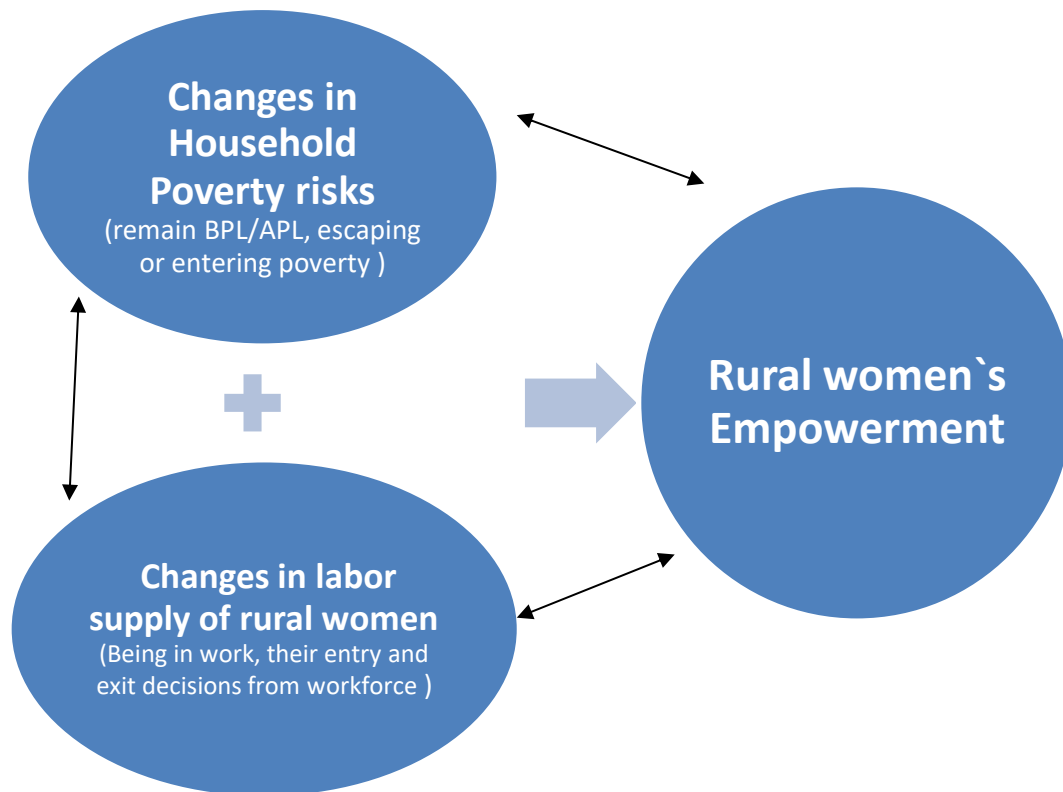 Changes in
Household
Poverty risks
(remain BPL/APL, escaping
or entering poverty )
Rural women`s
Empowerment
Changes in labor
supply of rural women
(Being in work, their entry and
exit decisions from workforce )